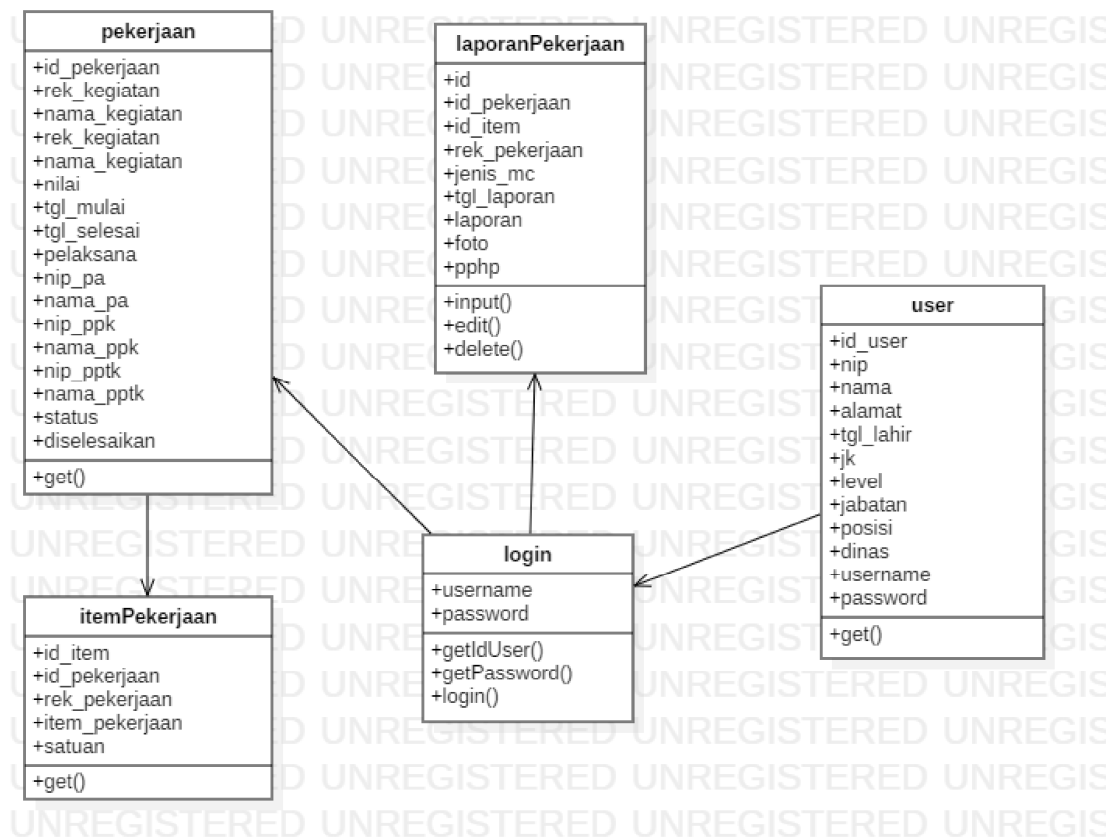 pekerjaan
+id_pekerjaan
+rek_kegiatan
+nama_kegiatan
+rek_kegiatan
+nama_kegiatan
+nilai
+tgl_mulai
+tgl_selesai
+pelaksana
+nip_pa
+nama_pa
+nip_ppk
+nama_ppk
+nip_pptk
+nama_pptk
+status
+diselesaikan
+get()
laporanPekerjaan
+id
+id_pekerjaan
+id_item
+rek_pekerjaan
+jenis_mc
+tgl_laporan
+laporan
+foto
+pphp
+input()
+edit()
+delete()
user
+id_user
+nip
+nama
+alamat
+tgl_lahir
+jk
+level
+jabatan
+posisi
+dinas
+username
+password
+get()
login
+username
+password
+getIdUser()
+getPassword()
+login()
itemPekerjaan
+id_item
+id_pekerjaan
+rek_pekerjaan
+item_pekerjaan
+satuan
+get()
UNREGISTERED